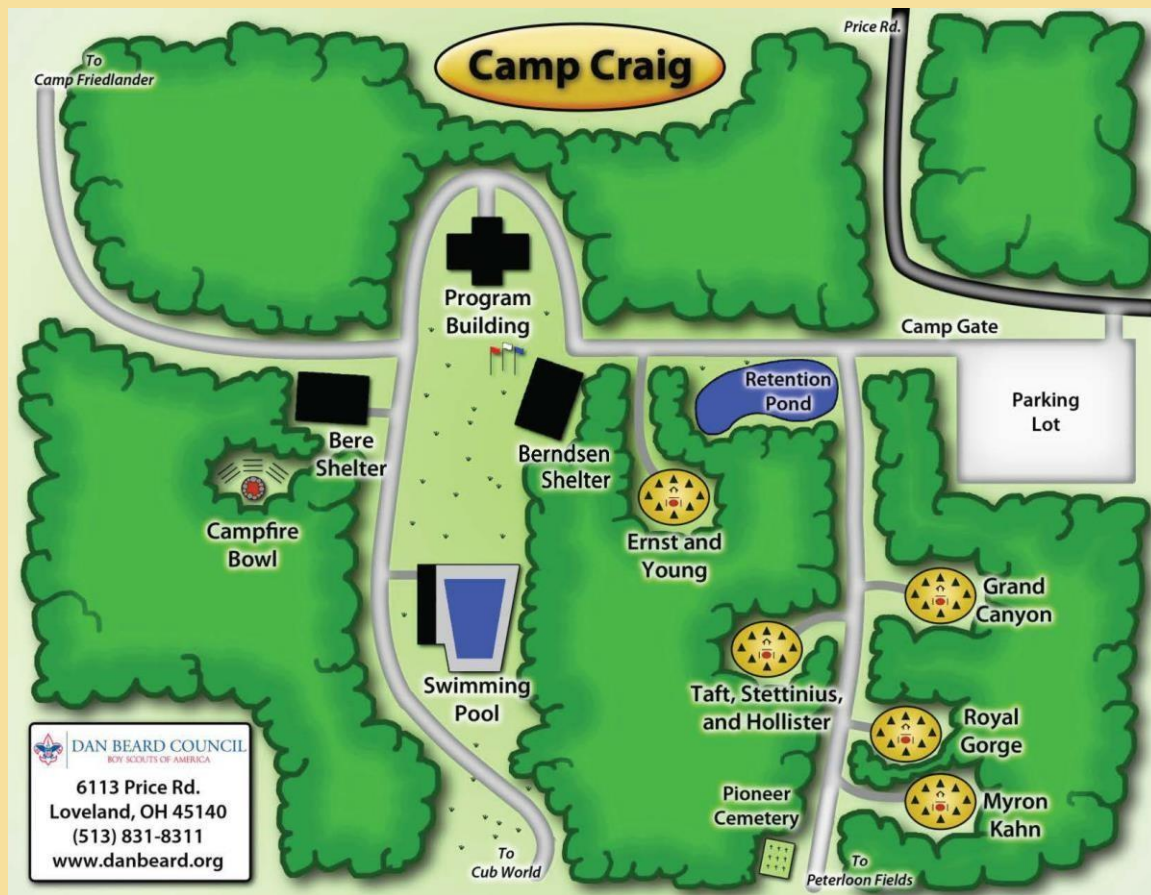 To
Camp Friedlander
Camp Craig
Price Rd.
Program
Building
Camp Gate
Retention
Pond
Parking
Lot
Bere
Shelter
Berndsen
Shelter
Campfire
Bowl
Ernst and
Young
Grand
Canyon
Swimming
Pool
Taft, Stettinius,
and Hollister
Royal
Gorge
Pioneer
Cemetery
Myron
Kahn
To
Cub World
To
Peterloon Fields
DAN BEARD COUNCIL
BOY SCOUTS OF AMERICA
6113 Price Rd.
Loveland, OH 45140
(513) 831-8311
www.danbeard.org